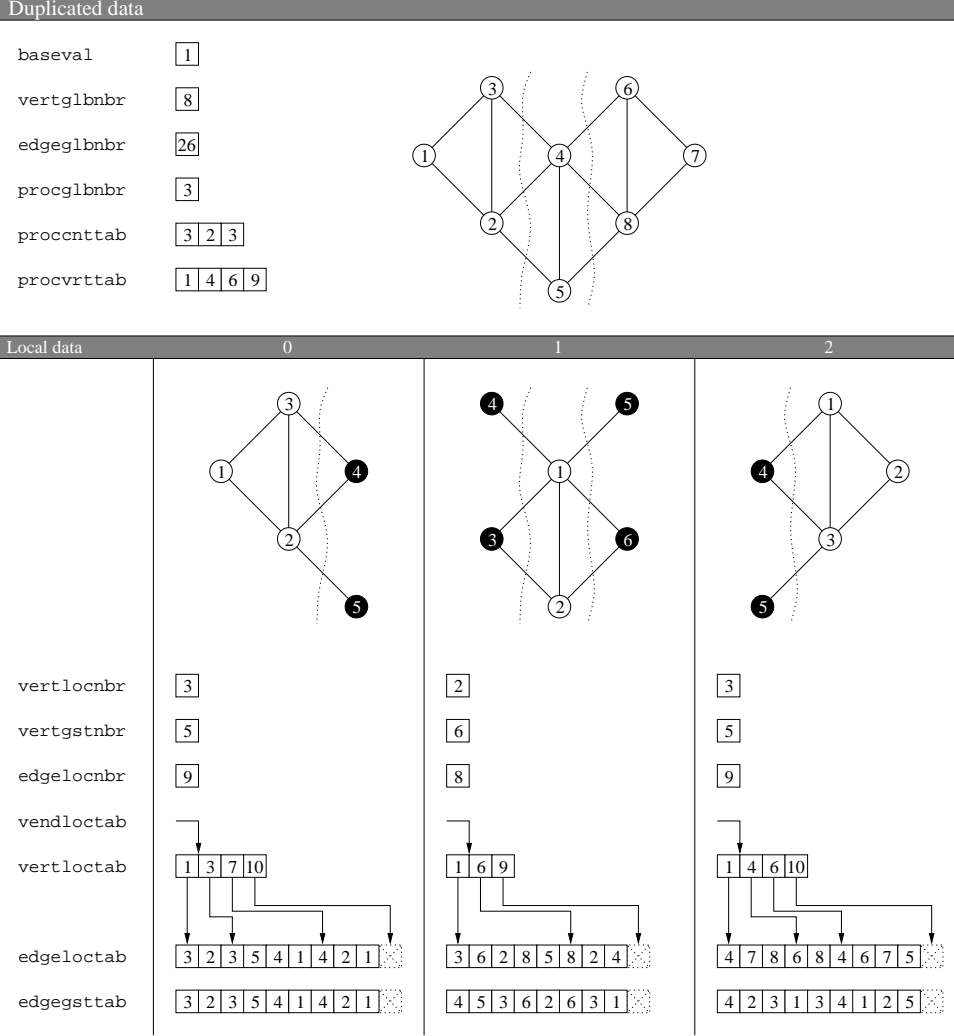 Duplicated data
baseval 1
vertglbnbr 8
edgeglbnbr 26
procglbnbr 3
proccnttab 3 2 3
procvrttab 1 4 6 9
3 6
1 4 7
2 8
5
Local data 0 1 2
3 4 5 1
1 4 1 4 2
2 3 6 3
5 2 5
vertlocnbr 3 2 3
vertgstnbr 5 6 5
edgelocnbr 9 8 9
vendloctab
vertloctab 1 3 7 10 1 6 9 1 4 6 10
edgeloctab 3 2 3 5 4 1 4 2 1 3 6 2 8 5 8 2 4 4 7 8 6 8 4 6 7 5
edgegsttab 3 2 3 5 4 1 4 2 1 4 5 3 6 2 6 3 1 4 2 3 1 3 4 1 2 5